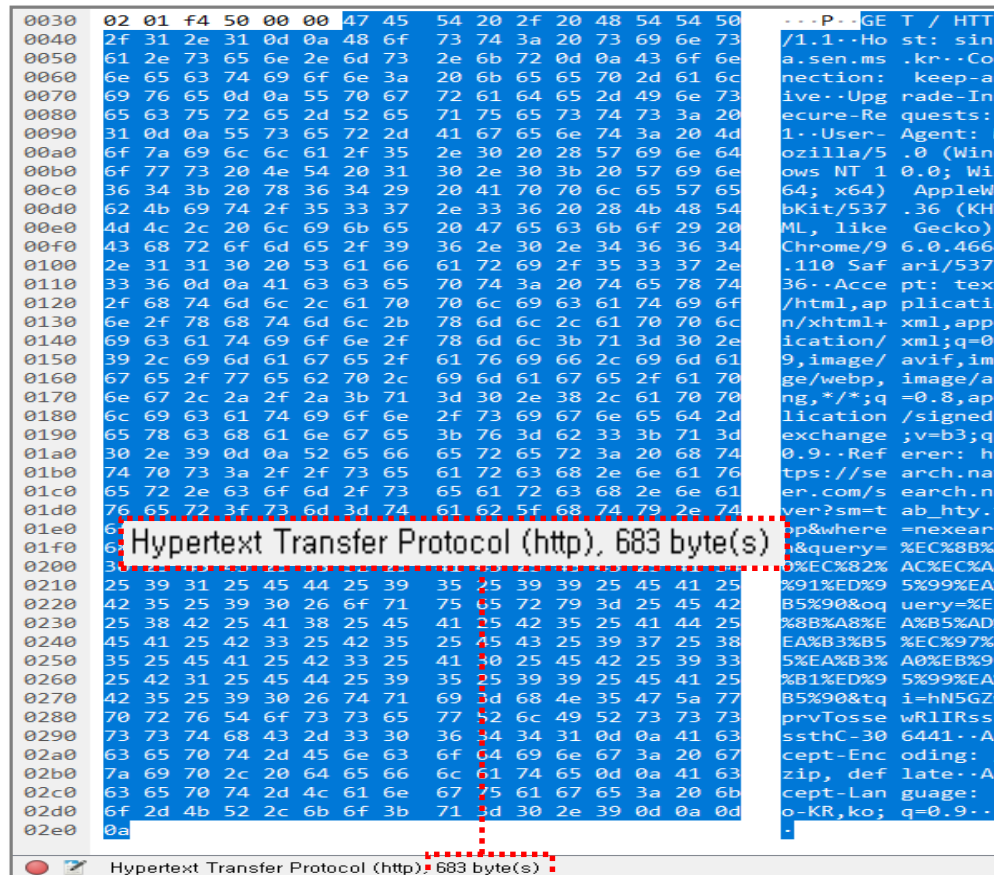 0030 02 01 f4 50 00 00 47 45 54 20 2f 20 48 54 54 50 ···P··GE T / HTT
0040 2f 31 2e 31 0d 0a 48 6f 73 74 3a 20 73 69 6e 73 /1.1··Ho st: sin
0050 61 2e 73 65 6e 2e 6d 73 2e 6b 72 0d 0a 43 6f 6e a.sen.ms .kr··Co
0060 6e 65 63 74 69 6f 6e 3a 20 6b 65 65 70 2d 61 6c nection: keep-a
0070 69 76 65 0d 0a 55 70 67 72 61 64 65 2d 49 6e 73 ive··Upg rade-In
0080 65 63 75 72 65 2d 52 65 71 75 65 73 74 73 3a 20 ecure-Re quests:
0090 31 0d 0a 55 73 65 72 2d 41 67 65 6e 74 3a 20 4d 1··User- Agent:
00a0 6f 7a 69 6c 6c 61 2f 35 2e 30 20 28 57 69 6e 64 ozilla/5 .0 (Win
00b0 6f 77 73 20 4e 54 20 31 30 2e 30 3b 20 57 69 6e ows NT 1 0.0; Wi
00c0 36 34 3b 20 78 36 34 29 20 41 70 70 6c 65 57 65 64; x64) AppleW
00d0 62 4b 69 74 2f 35 33 37 2e 33 36 20 28 4b 48 54 bKit/537 .36 (KH
00e0 4d 4c 2c 20 6c 69 6b 65 20 47 65 63 6b 6f 29 20 ML, like Gecko)
00f0 43 68 72 6f 6d 65 2f 39 36 2e 30 2e 34 36 36 34 Chrome/9 6.0.466
0100 2e 31 31 30 20 53 61 66 61 72 69 2f 35 33 37 2e .110 Saf ari/537
0110 33 36 0d 0a 41 63 63 65 70 74 3a 20 74 65 78 74 36··Acce pt: tex
0120 2f 68 74 6d 6c 2c 61 70 70 6c 69 63 61 74 69 6f /html,ap plicati
0130 6e 2f 78 68 74 6d 6c 2b 78 6d 6c 2c 61 70 70 6c n/xhtml+ xml,app
0140 69 63 61 74 69 6f 6e 2f 78 6d 6c 3b 71 3d 30 2e ication/ xml;q=0
0150 39 2c 69 6d 61 67 65 2f 61 76 69 66 2c 69 6d 61 9,image/ avif,im
0160 67 65 2f 77 65 62 70 2c 69 6d 61 67 65 2f 61 70 ge/webp, image/a
0170 6e 67 2c 2a 2f 2a 3b 71 3d 30 2e 38 2c 61 70 70 ng,*/*;q =0.8,ap
0180 6c 69 63 61 74 69 6f 6e 2f 73 69 67 6e 65 64 2d lication /signed
0190 65 78 63 68 61 6e 67 65 3b 76 3d 62 33 3b 71 3d exchange ;v=b3;q
01a0 30 2e 39 0d 0a 52 65 66 65 72 65 72 3a 20 68 74 0.9··Ref erer: h
01b0 74 70 73 3a 2f 2f 73 65 61 72 63 68 2e 6e 61 76 tps://se arch.na
01c0 65 72 2e 63 6f 6d 2f 73 65 61 72 63 68 2e 6e 61 er.com/s earch.n
01d0 76 65 72 3f 73 6d 3d 74 61 62 5f 68 74 79 2e 74 ver?sm=t ab_hty.
01e0 pp&where =nexear
Hypertext Transfer Protocol (http), 683 byte(s)
01f0 &query= %EC%8B%
0200 %EC%82% AC%EC%A
0210 25 39 31 25 45 44 25 39 35 25 39 39 25 45 41 25 %91%ED%9 5%99%EA
0220 42 35 25 39 30 26 6f 71 75 65 72 79 3d 25 45 42 B5%90&oq uery=%E
0230 25 38 42 25 41 38 25 45 41 25 42 35 25 41 44 25 %8B%A8%E A%B5%AD
0240 45 41 25 42 33 25 42 35 25 45 43 25 39 37 25 38 EA%B3%B5 %EC%97%
0250 35 25 45 41 25 42 33 25 41 30 25 45 42 25 39 33 5%EA%B3% A0%EB%9
0260 25 42 31 25 45 44 25 39 35 25 39 39 25 45 41 25 %B1%ED%9 5%99%EA
0270 42 35 25 39 30 26 74 71 69 3d 68 4e 35 47 5a 77 B5%90&tq i=hN5GZ
0280 70 72 76 54 6f 73 73 65 77 52 6c 49 52 73 73 73 prvTosse wRlIRss
0290 73 73 74 68 43 2d 33 30 36 34 34 31 0d 0a 41 63 ssthC-30 6441··A
02a0 63 65 70 74 2d 45 6e 63 6f 64 69 6e 67 3a 20 67 cept-Enc oding:
02b0 7a 69 70 2c 20 64 65 66 6c 61 74 65 0d 0a 41 63 zip, def late··A
02c0 63 65 70 74 2d 4c 61 6e 67 75 61 67 65 3a 20 6b cept-Lan guage:
02d0 6f 2d 4b 52 2c 6b 6f 3b 71 3d 30 2e 39 0d 0a 0d o-KR,ko; q=0.9··
02e0 0a ·
Hypertext Transfer Protocol (http), 683 byte(s)